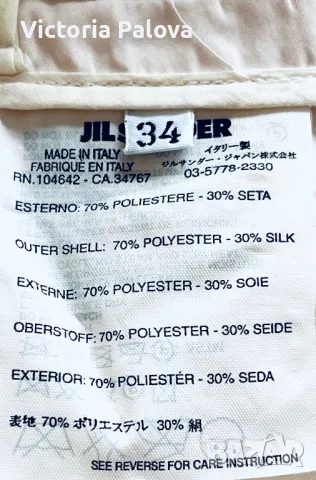 Victoria Palova
JIL S DER
34
MADE IN ITALY
FABRIQUÉ EN ITALY
RN.104642 - CA.34767
イタリー製
ジルサンダー・ジャパン株式会社
03-5778-2330
ESTERNO: 70% POLIESTERE - 30% SETA
OUTER SHELL: 70% POLYESTER - 30% SILK
EXTERNE: 70% POLYESTER - 30% SOIE
OBERSTOFF: 70% POLYESTER - 30% SEIDE
EXTERIOR: 70% POLIESTÉR - 30% SEDA
表地 70% ポリエステル 30% 絹
SEE REVERSE FOR CARE INSTRUCTION